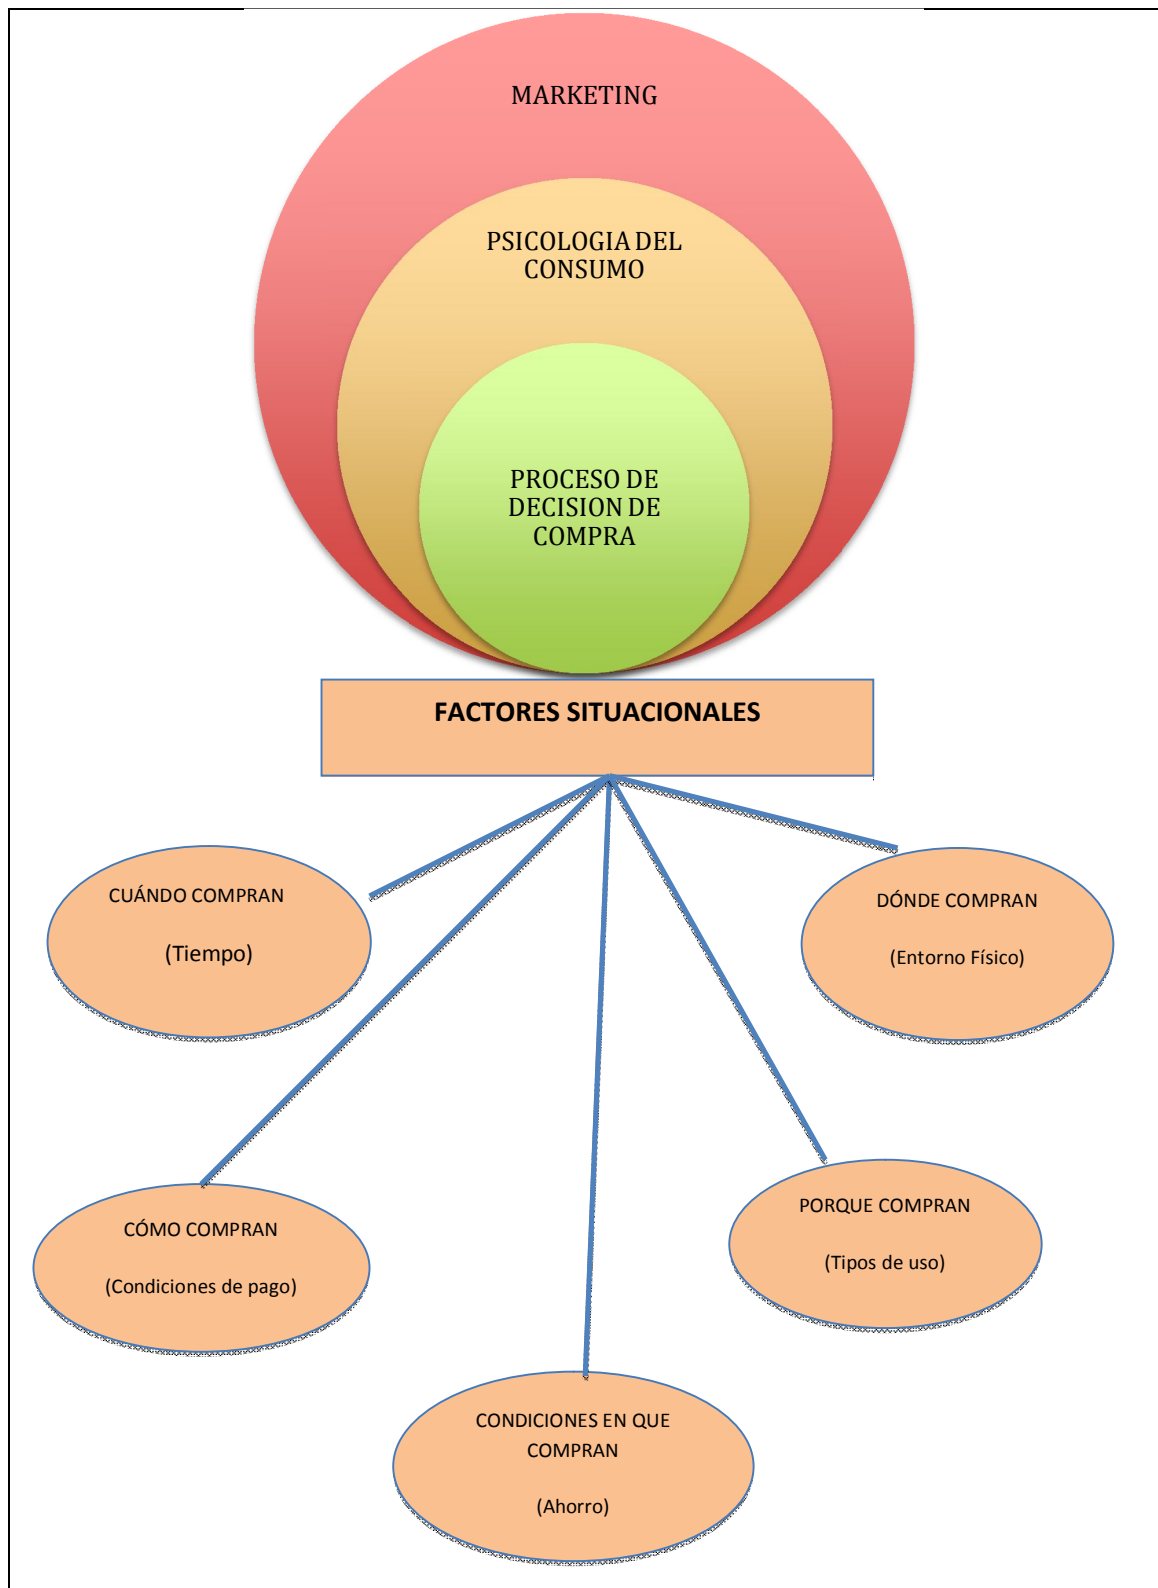 MARKETING
PSICOLOGIA DEL
CONSUMO
PROCESO DE
DECISION DE
COMPRA
FACTORES SITUACIONALES
CUÁNDO COMPRAN
(Tiempo)
DÓNDE COMPRAN
(Entorno Físico)
CÓMO COMPRAN
(Condiciones de pago)
PORQUE COMPRAN
(Tipos de uso)
CONDICIONES EN QUE
COMPRAN
(Ahorro)